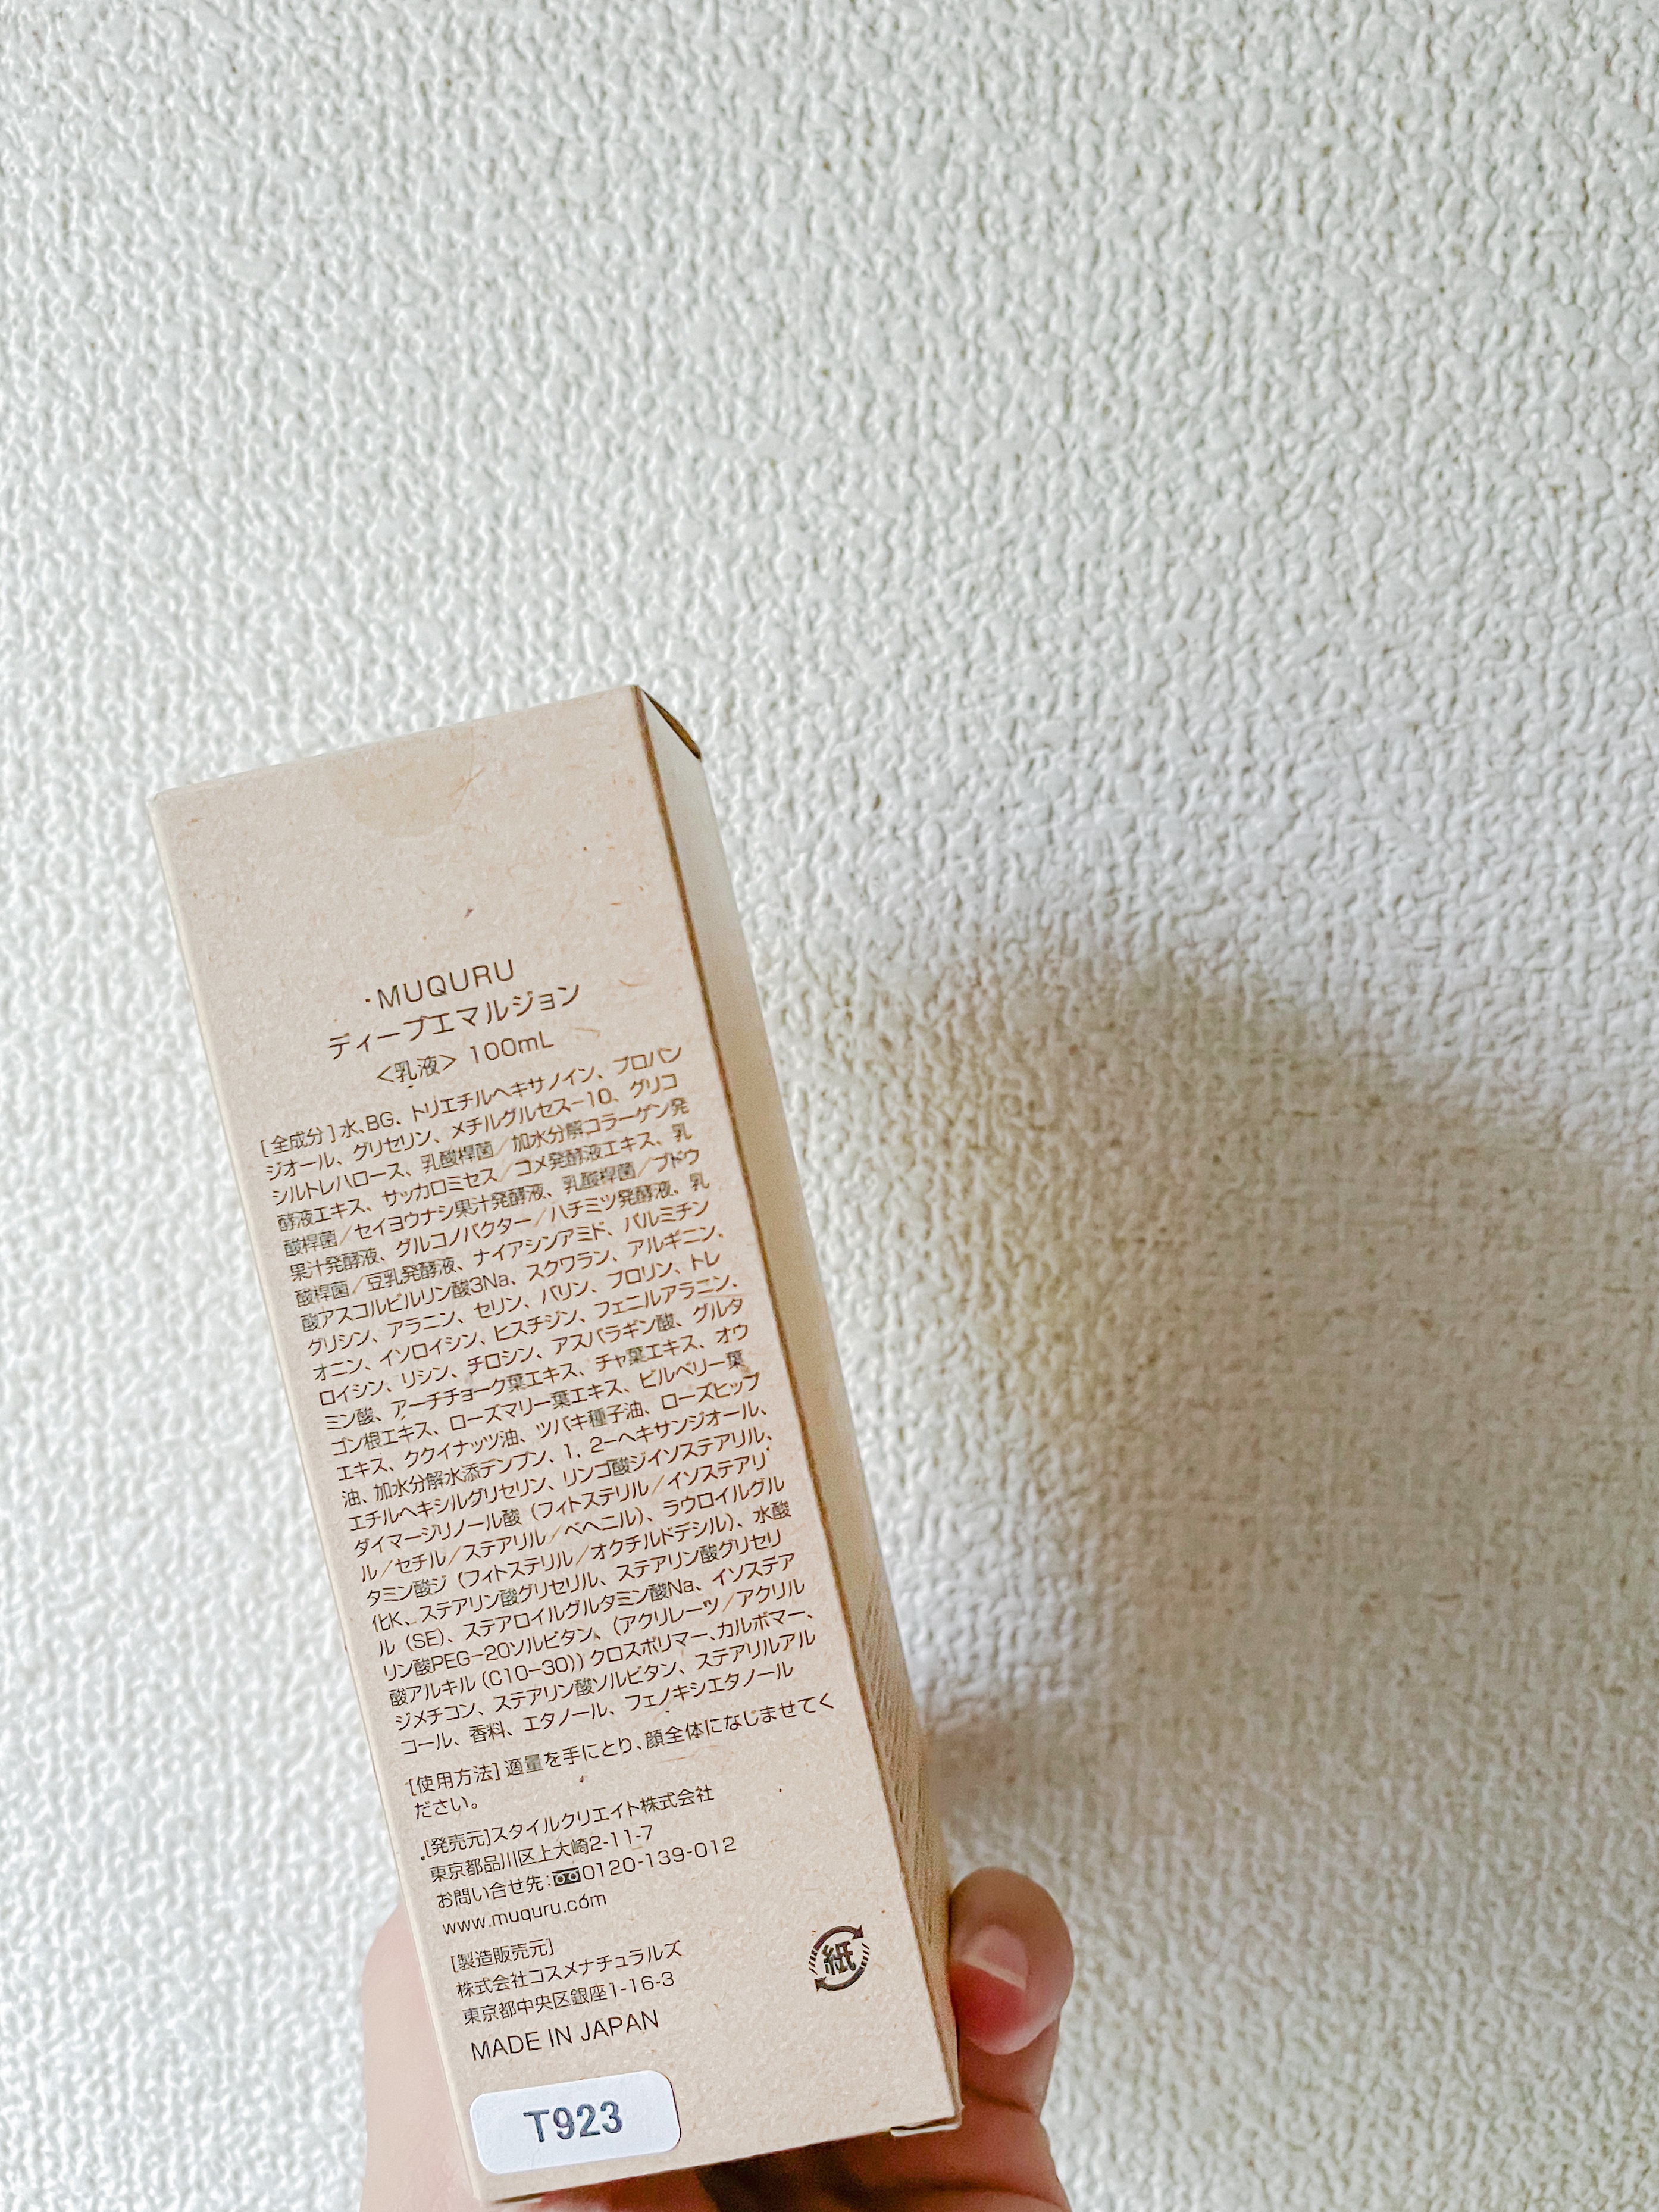 ·MUQURU
ディープエマルジョン
<乳液> 100mL
[全成分]水、BG、トリエチルヘキサノイン、プロパン
ジオール、グリセリン、メチルグルセス-10、グリコ
シルトレハロース、乳酸桿菌／加水分解コラーゲン発
酵液エキス、サッカロミセス／コメ発酵液エキス、乳
酸桿菌／セイヨウナシ果汁発酵液、乳酸桿菌／ブドウ
果汁発酵液、グルコノバクター／ハチミツ発酵液、乳
酸桿菌／豆乳発酵液、ナイアシンアミド、パルミチン
酸アスコルビルリン酸3Na、スクワラン、アルギニン、
グリシン、アラニン、セリン、バリン、プロリン、トレ
オニン、イソロイシン、ヒスチジン、フェニルアラニン、
ロイシン、リシン、チロシン、アスパラギン酸、グルタ
ミン酸、アーチチョーク葉エキス、チャ葉エキス、オウ
ゴン根エキス、ローズマリー葉エキス、ビルベリー葉
エキス、ククイナッツ油、ツバキ種子油、ローズヒップ
油、加水分解水添デンプン、1，2-ヘキサンジオール、
エチルヘキシルグリセリン、リンゴ酸ジイソステアリル、
ダイマージリノール酸（フィトステリル／イソステアリ
ル／セチル／ステアリル／ベヘニル）、ラウロイルグル
タミン酸ジ（フィトステリル／オクチルドデシル）、水酸
化K、ステアリン酸グリセリル、ステアリン酸グリセリ
ル（SE）、ステアロイルグルタミン酸Na、イソステア
リン酸PEG-20ソルビタン、（アクリレーツ／アクリル
酸アルキル（C10-30））クロスポリマー、カルボマー、
ジメチコン、ステアリン酸ソルビタン、ステアリルアル
コール、香料、エタノール、フェノキシエタノール
[使用方法]適量を手にとり、顔全体になじませてく
ださい。
[発売元]スタイルクリエイト株式会社
東京都品川区上大崎2-11-7
お問い合せ先:0120-139-012
www.muquru.com
[製造販売元]
株式会社コスメナチュラルズ
東京都中央区銀座1-16-3
MADE IN JAPAN
紙
T923